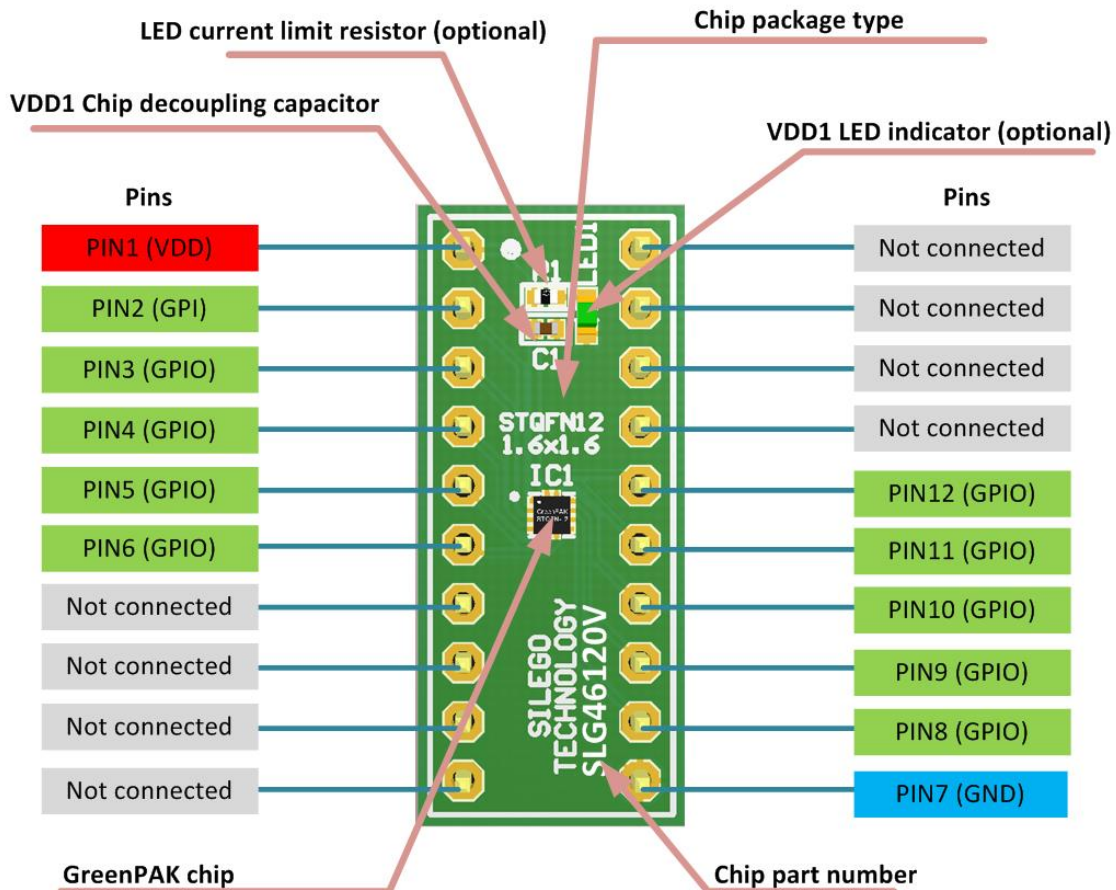 Chip package type
LED current limit resistor (optional)
VDD1 Chip decoupling capacitor
VDD1 LED indicator (optional)
Pins
Pins
PIN1 (VDD)
PIN2 (GPI)
PIN3 (GPIO)
PIN4 (GPIO)
PIN5 (GPIO)
PIN6 (GPIO)
Not connected
Not connected
Not connected
Not connected
R1
LED1
C1
STQFN12
1.6x1.6
IC1
GreenPAK
SILEGO
TECHNOLOGY
SLG46120V
Not connected
Not connected
Not connected
Not connected
PIN12 (GPIO)
PIN11 (GPIO)
PIN10 (GPIO)
PIN9 (GPIO)
PIN8 (GPIO)
PIN7 (GND)
GreenPAK chip
Chip part number